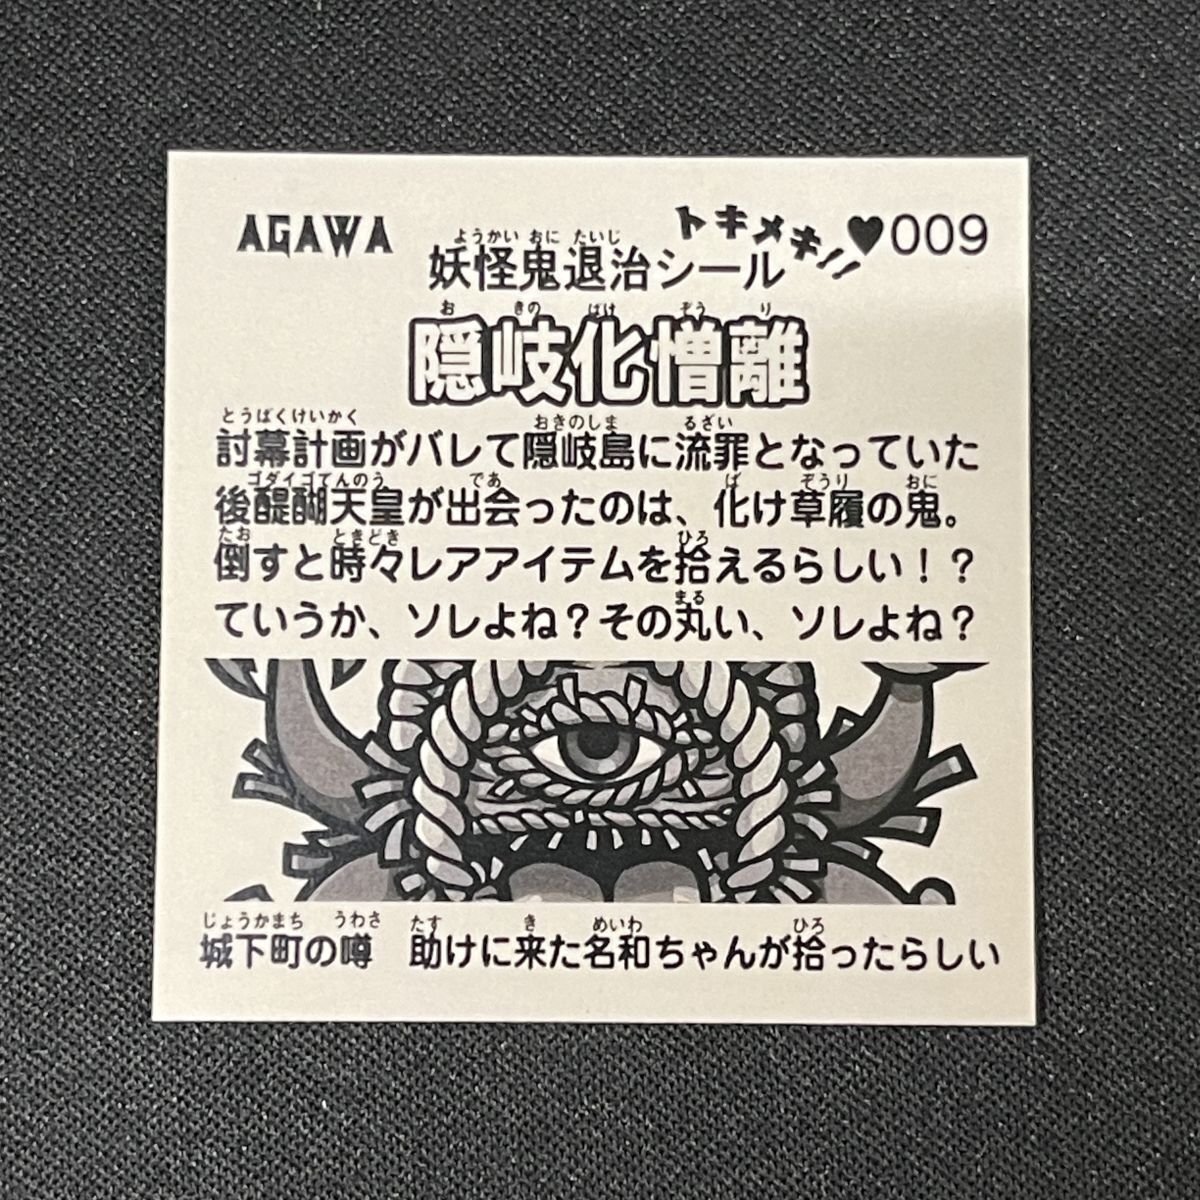 AGAWA
トキメキ!!♥009
ようかい おに たいじ
妖怪鬼退治シール
お きの ばけ ぞう り
隠岐化憎離
とうばくけいかく おきのしま るざい
討幕計画がバレて隠岐島に流罪となっていた
ゴダイゴてんのう であ ば ぞうり おに
後醍醐天皇が出会ったのは、化け草履の鬼。
たお ときどき ひろ
倒すと時々レアアイテムを拾えるらしい！？
まる
ていうか、ソレよね？その丸い、ソレよね？
じょうかまち うわさ たす き めいわ ひろ
城下町の噂 助けに来た名和ちゃんが拾ったらしい